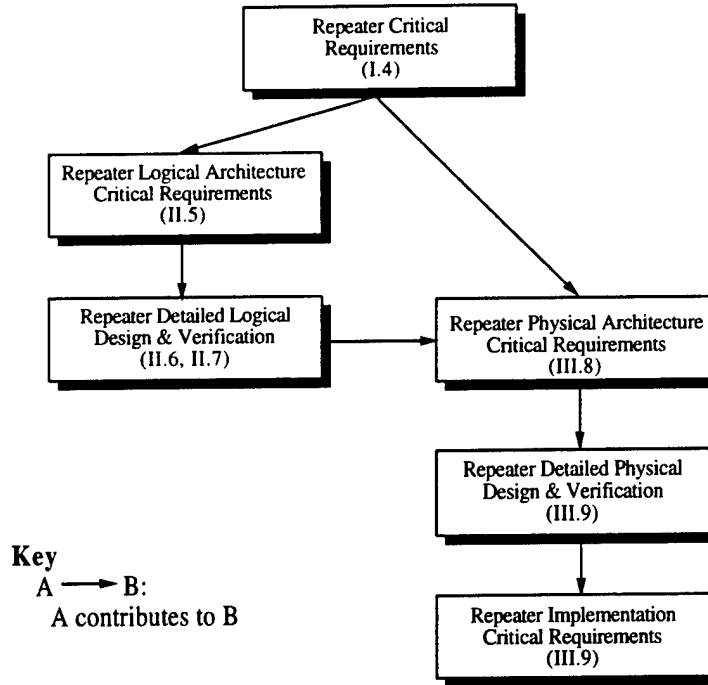 Repeater Critical
Requirements
(I.4)
Repeater Logical Architecture
Critical Requirements
(II.5)
Repeater Detailed Logical
Design & Verification
(II.6, II.7)
Repeater Physical Architecture
Critical Requirements
(III.8)
Repeater Detailed Physical
Design & Verification
(III.9)
Repeater Implementation
Critical Requirements
(III.9)
Key
A → B:
A contributes to B